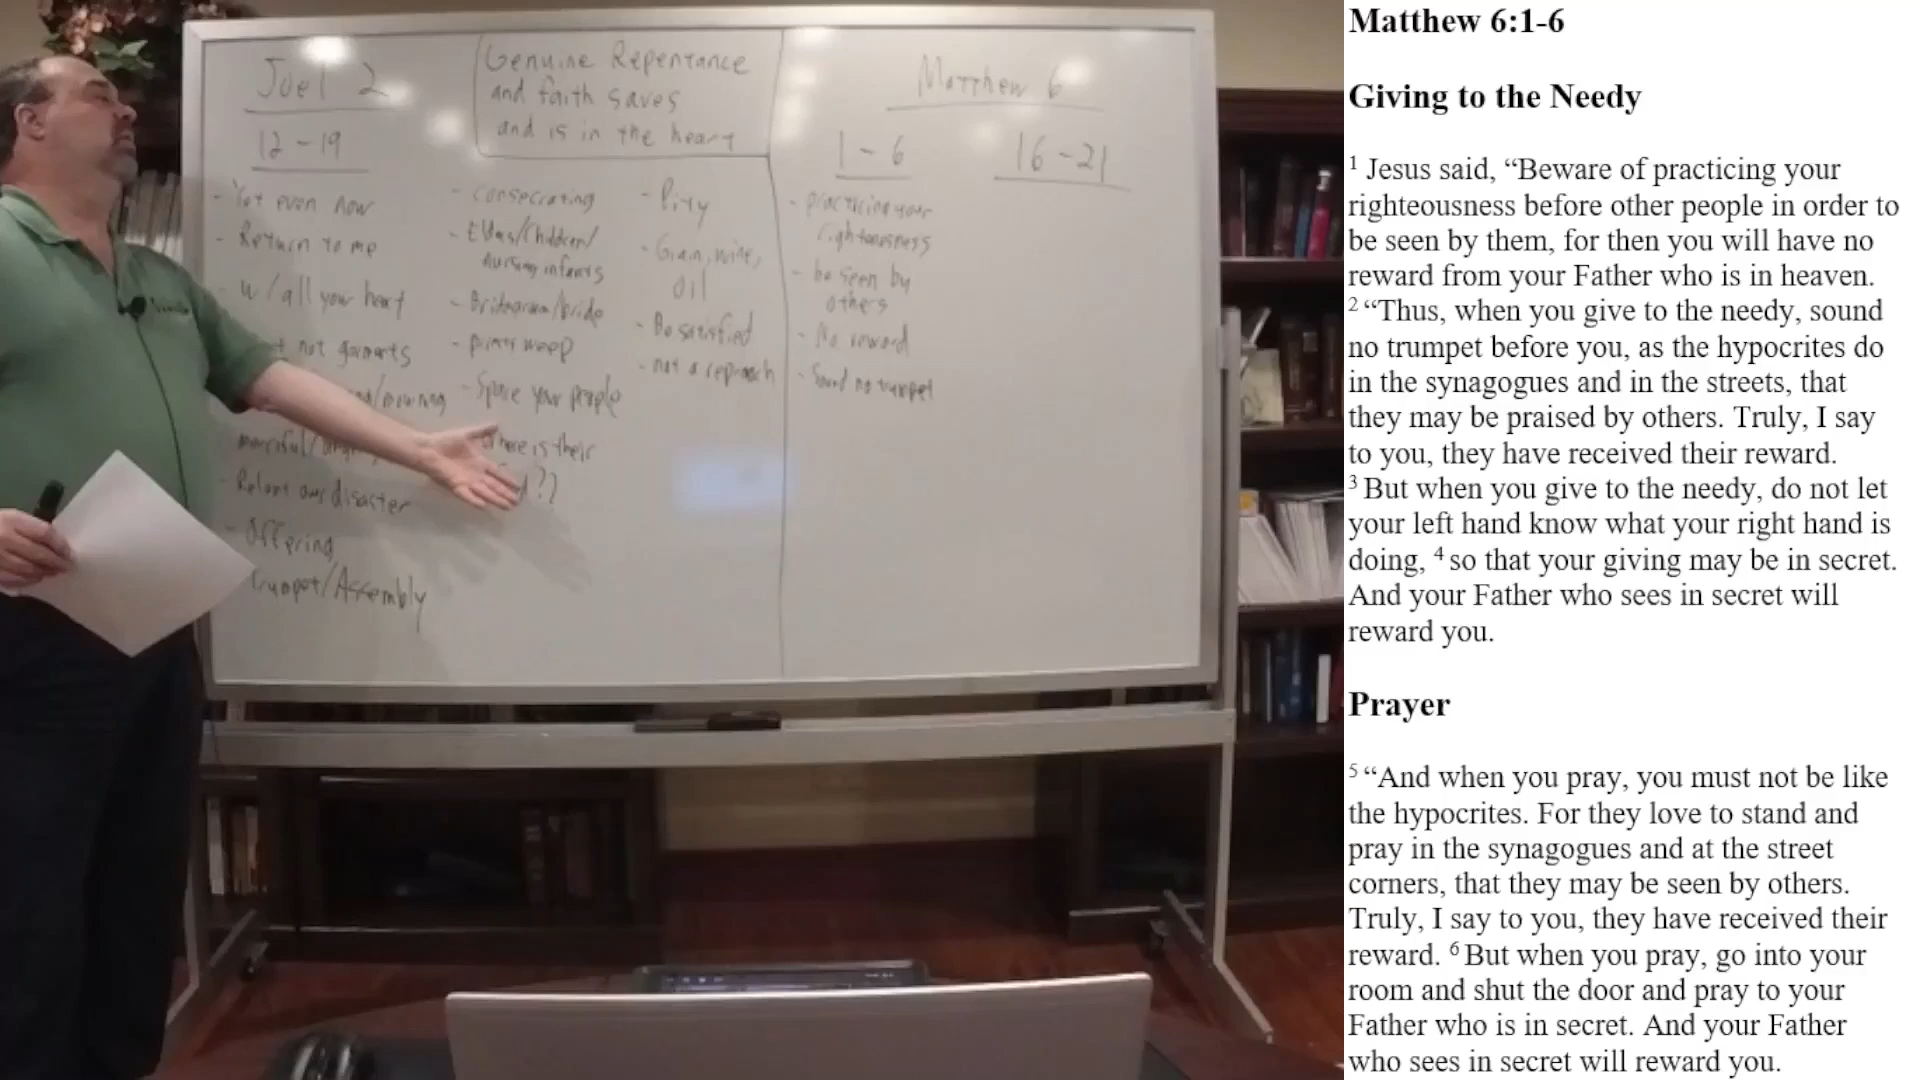 Joel 2
12-19
- Yet even now
- Return to me
- w/ all your heart
not garments
merciful/
- Relent over disaster
- Offering
Trumpet/Assembly
Genuine Repentance
and faith saves
and is in the heart
- consecrating
- Elders/Children/
nursing infants
- Bridegroom/bride
- priests weep
- Spare your people
where is their
??
- Pity
- Grain, wine,
oil
- Be satisfied
- not a reproach
Matthew 6
1-6
- practicing your
righteousness
- be seen by
others
- No reward
- Sound no trumpet
16-21
Matthew 6:1-6
Giving to the Needy
1 Jesus said, “Beware of practicing your
righteousness before other people in order to
be seen by them, for then you will have no
reward from your Father who is in heaven.
2 “Thus, when you give to the needy, sound
no trumpet before you, as the hypocrites do
in the synagogues and in the streets, that
they may be praised by others. Truly, I say
to you, they have received their reward.
3 But when you give to the needy, do not let
your left hand know what your right hand is
doing, 4 so that your giving may be in secret.
And your Father who sees in secret will
reward you.
Prayer
5 “And when you pray, you must not be like
the hypocrites. For they love to stand and
pray in the synagogues and at the street
corners, that they may be seen by others.
Truly, I say to you, they have received their
reward. 6 But when you pray, go into your
room and shut the door and pray to your
Father who is in secret. And your Father
who sees in secret will reward you.